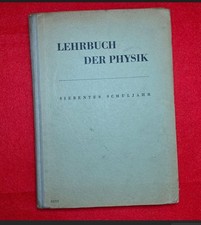 LEHRBUCH
DER PHYSIK
SIEBENTES SCHULJAHR